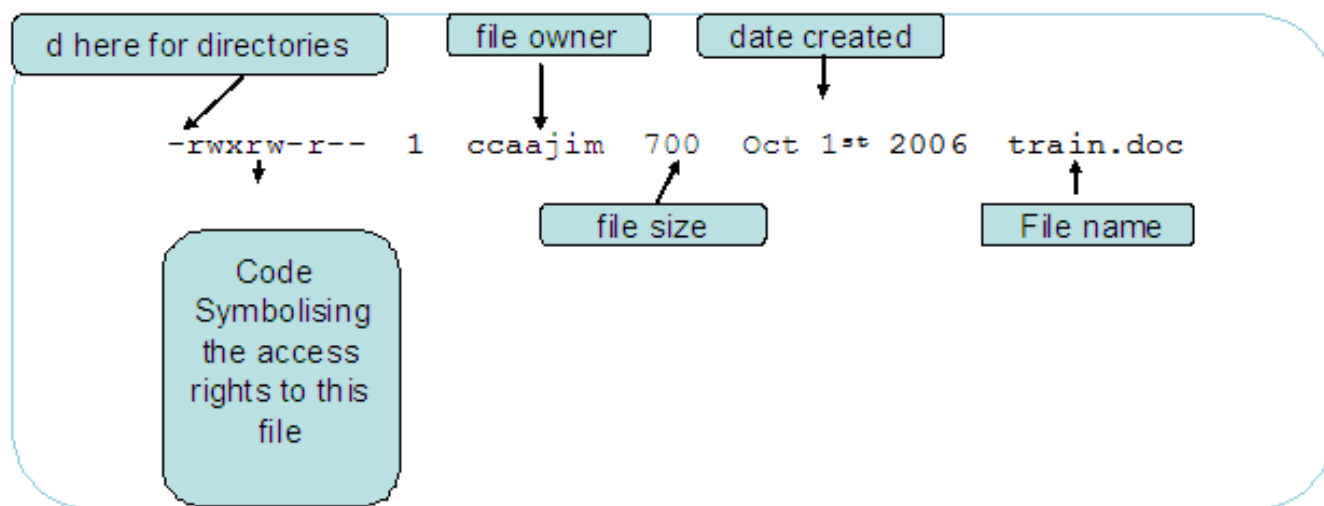 d here for directories
file owner
date created
-rwxrw-r-- 1 ccaajim 700 Oct 1st 2006 train.doc
file size
File name
Code
Symbolising
the access
rights to this
file